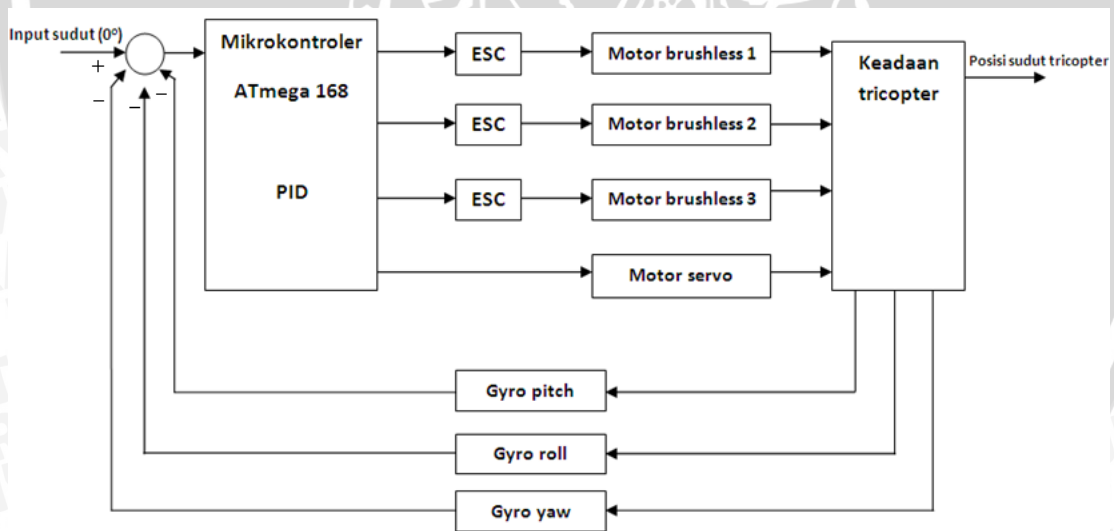 Input sudut (0º)
+
−
−
−
Mikrokontroler
ATmega 168
PID
ESC
Motor brushless 1
ESC
Motor brushless 2
ESC
Motor brushless 3
Motor servo
Keadaan
tricopter
Posisi sudut tricopter
Gyro pitch
Gyro roll
Gyro yaw